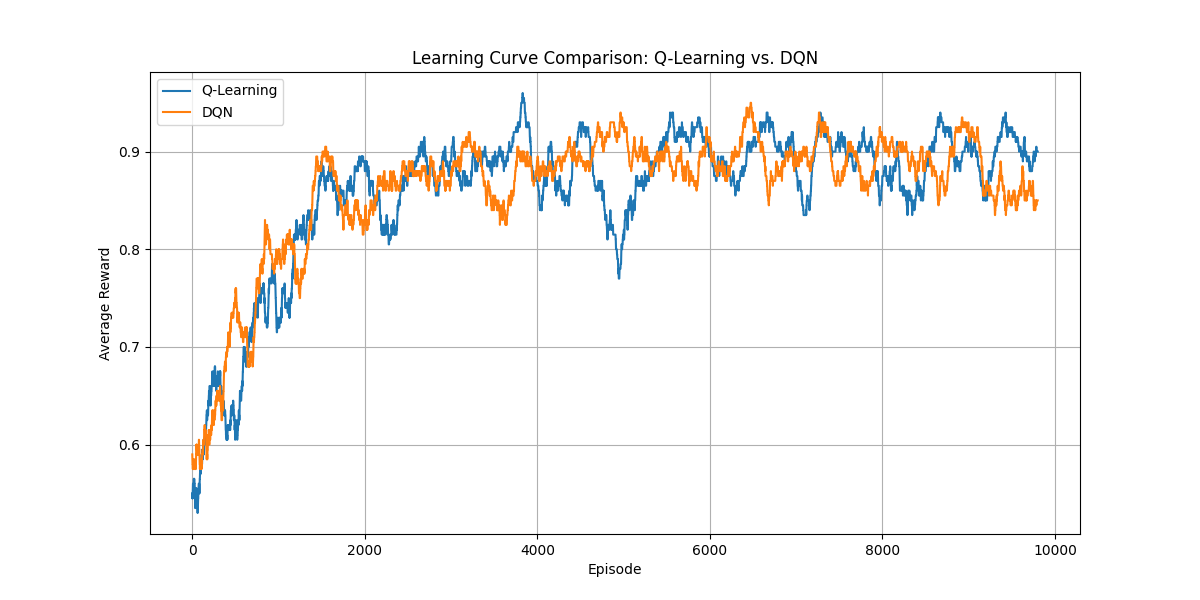 Learning Curve Comparison: Q-Learning vs. DQN
Q-Learning
DQN
Average Reward
0.9
0.8
0.7
0.6
0
2000
4000
6000
8000
10000
Episode